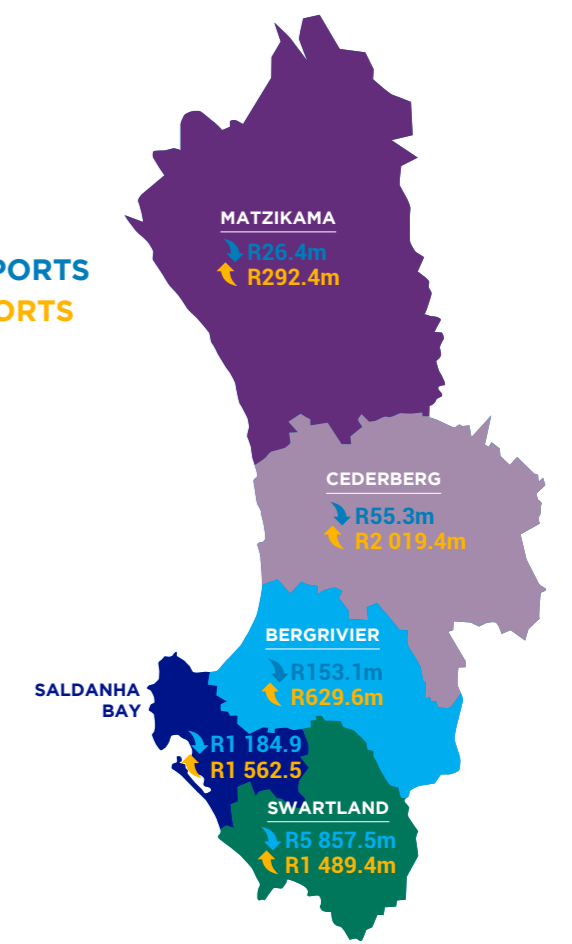 MATZIKAMA
R26.4m
R292.4m
PORTS
ORTS
CEDERBERG
R55.3m
R2 019.4m
BERGRIVIER
R153.1m
R629.6m
SALDANHA
BAY
R1 184.9
R1 562.5
SWARTLAND
R5 857.5m
R1 489.4m